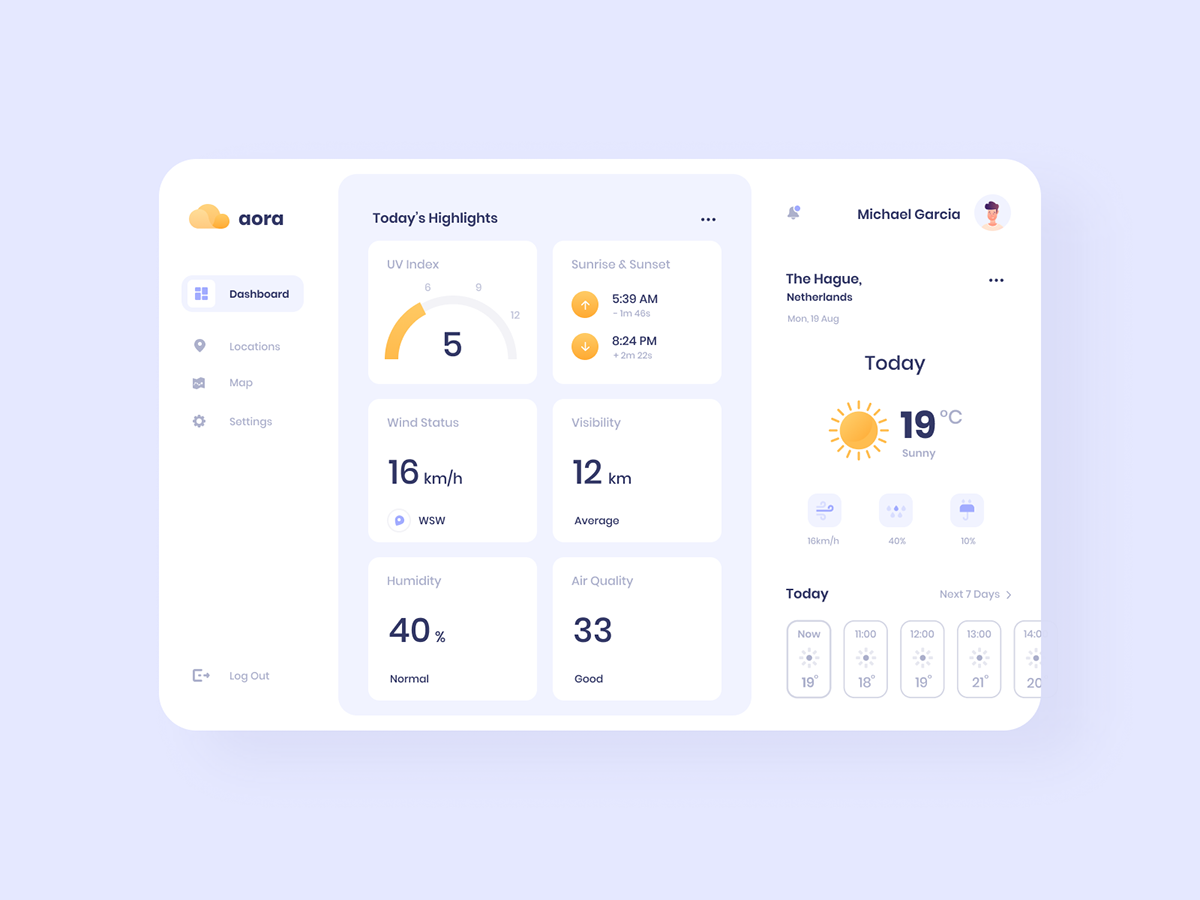 aora
Dashboard
Locations
Map
Settings
Log Out
Today's Highlights
UV Index
6
9
12
5
Sunrise & Sunset
5:39 AM
- 1m 46s
8:24 PM
+ 2m 22s
Wind Status
16 km/h
WSW
Visibility
12 km
Average
Humidity
40 %
Normal
Air Quality
33
Good
Michael Garcia
The Hague,
Netherlands
Mon, 19 Aug
Today
19 °C
Sunny
16km/h
40%
10%
Today
Next 7 Days
Now
19°
11:00
18°
12:00
19°
13:00
21°
14:0
20